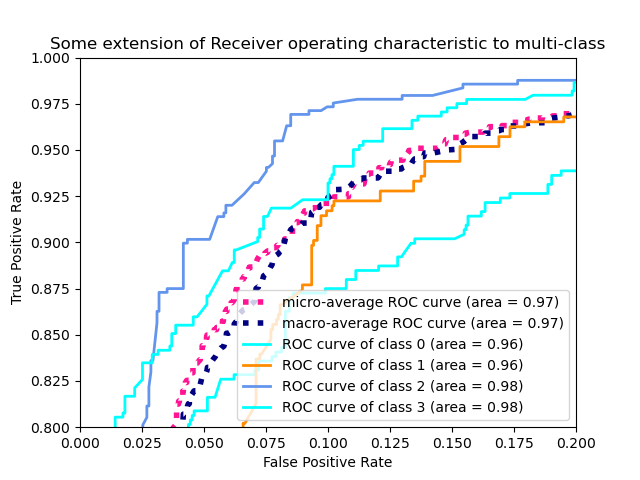 Some extension of Receiver operating characteristic to multi-class
1.000
0.975
0.950
0.925
0.900
0.875
0.850
0.825
0.800
True Positive Rate
micro-average ROC curve (area = 0.97)
macro-average ROC curve (area = 0.97)
ROC curve of class 0 (area = 0.96)
ROC curve of class 1 (area = 0.96)
ROC curve of class 2 (area = 0.98)
ROC curve of class 3 (area = 0.98)
0.000 0.025 0.050 0.075 0.100 0.125 0.150 0.175 0.200
False Positive Rate